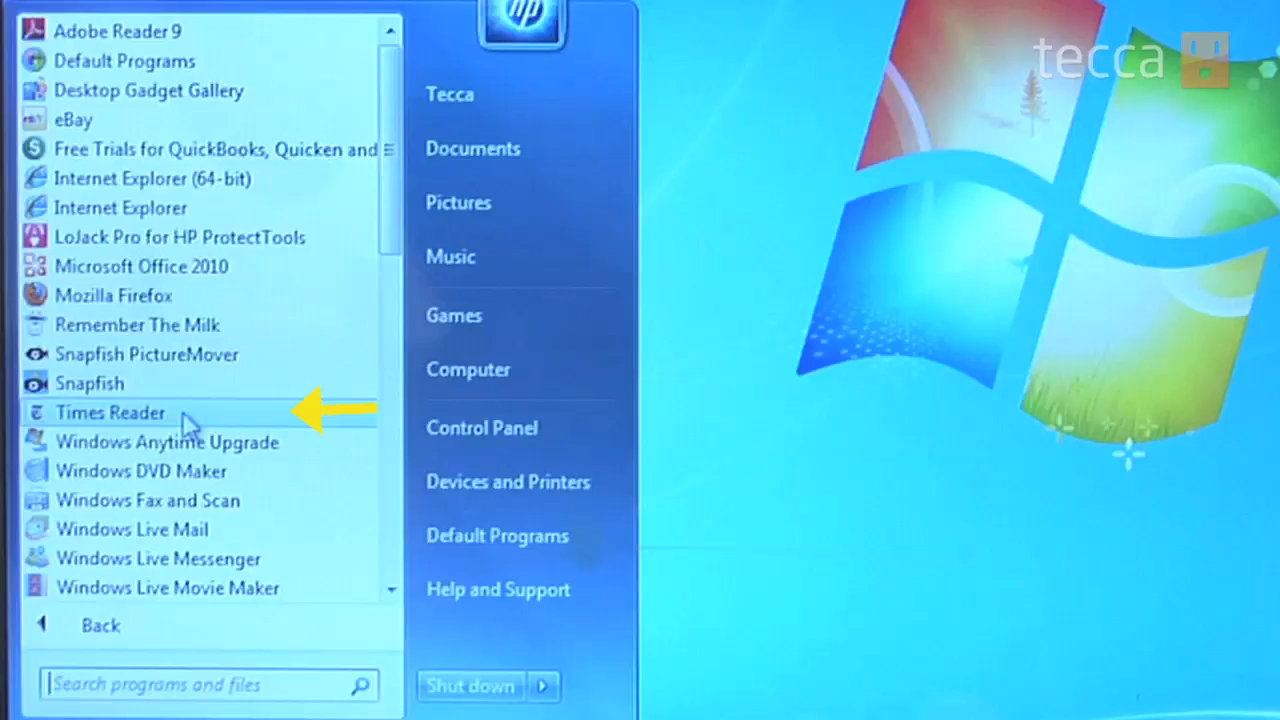 Adobe Reader 9
Default Programs
Desktop Gadget Gallery
eBay
Free Trials for QuickBooks, Quicken and
Internet Explorer (64-bit)
Internet Explorer
LoJack Pro for HP ProtectTools
Microsoft Office 2010
Mozilla Firefox
Remember The Milk
Snapfish PictureMover
Snapfish
Times Reader
Windows Anytime Upgrade
Windows DVD Maker
Windows Fax and Scan
Windows Live Mail
Windows Live Messenger
Windows Live Movie Maker
Back
Search programs and files
hp
Tecca
Documents
Pictures
Music
Games
Computer
Control Panel
Devices and Printers
Default Programs
Help and Support
Shut down
tecca